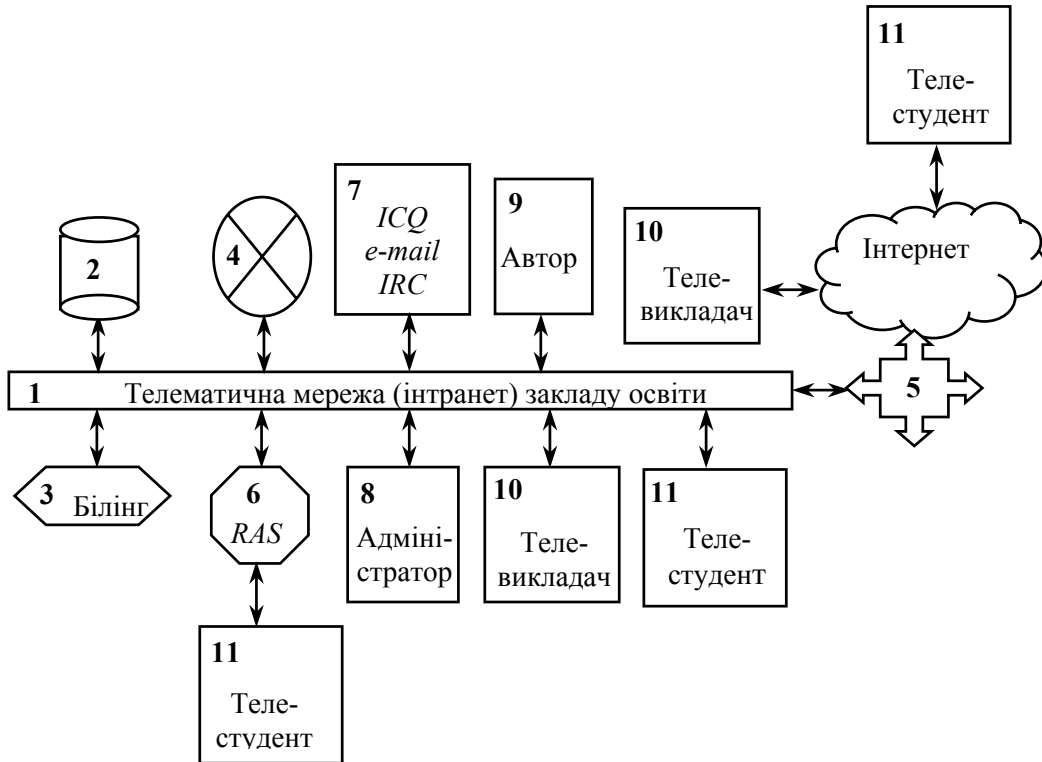 11
Теле-
студент
7
ICQ
e-mail
IRC
9
Автор
10
Теле-
викладач
Інтернет
2
4
1 Телематична мережа (інтранет) закладу освіти
5
3 Білінг
6
RAS
8
Адміні-
стратор
10
Теле-
викладач
11
Теле-
студент
11
Теле-
студент